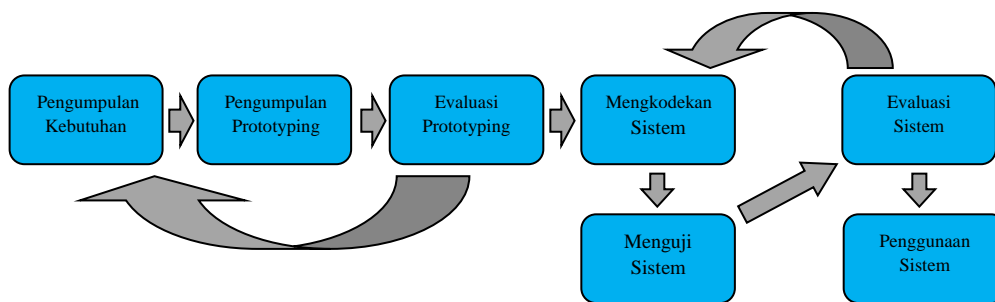 Pengumpulan
Kebutuhan
Pengumpulan
Prototyping
Evaluasi
Prototyping
Mengkodekan
Sistem
Evaluasi
Sistem
Menguji
Sistem
Penggunaan
Sistem